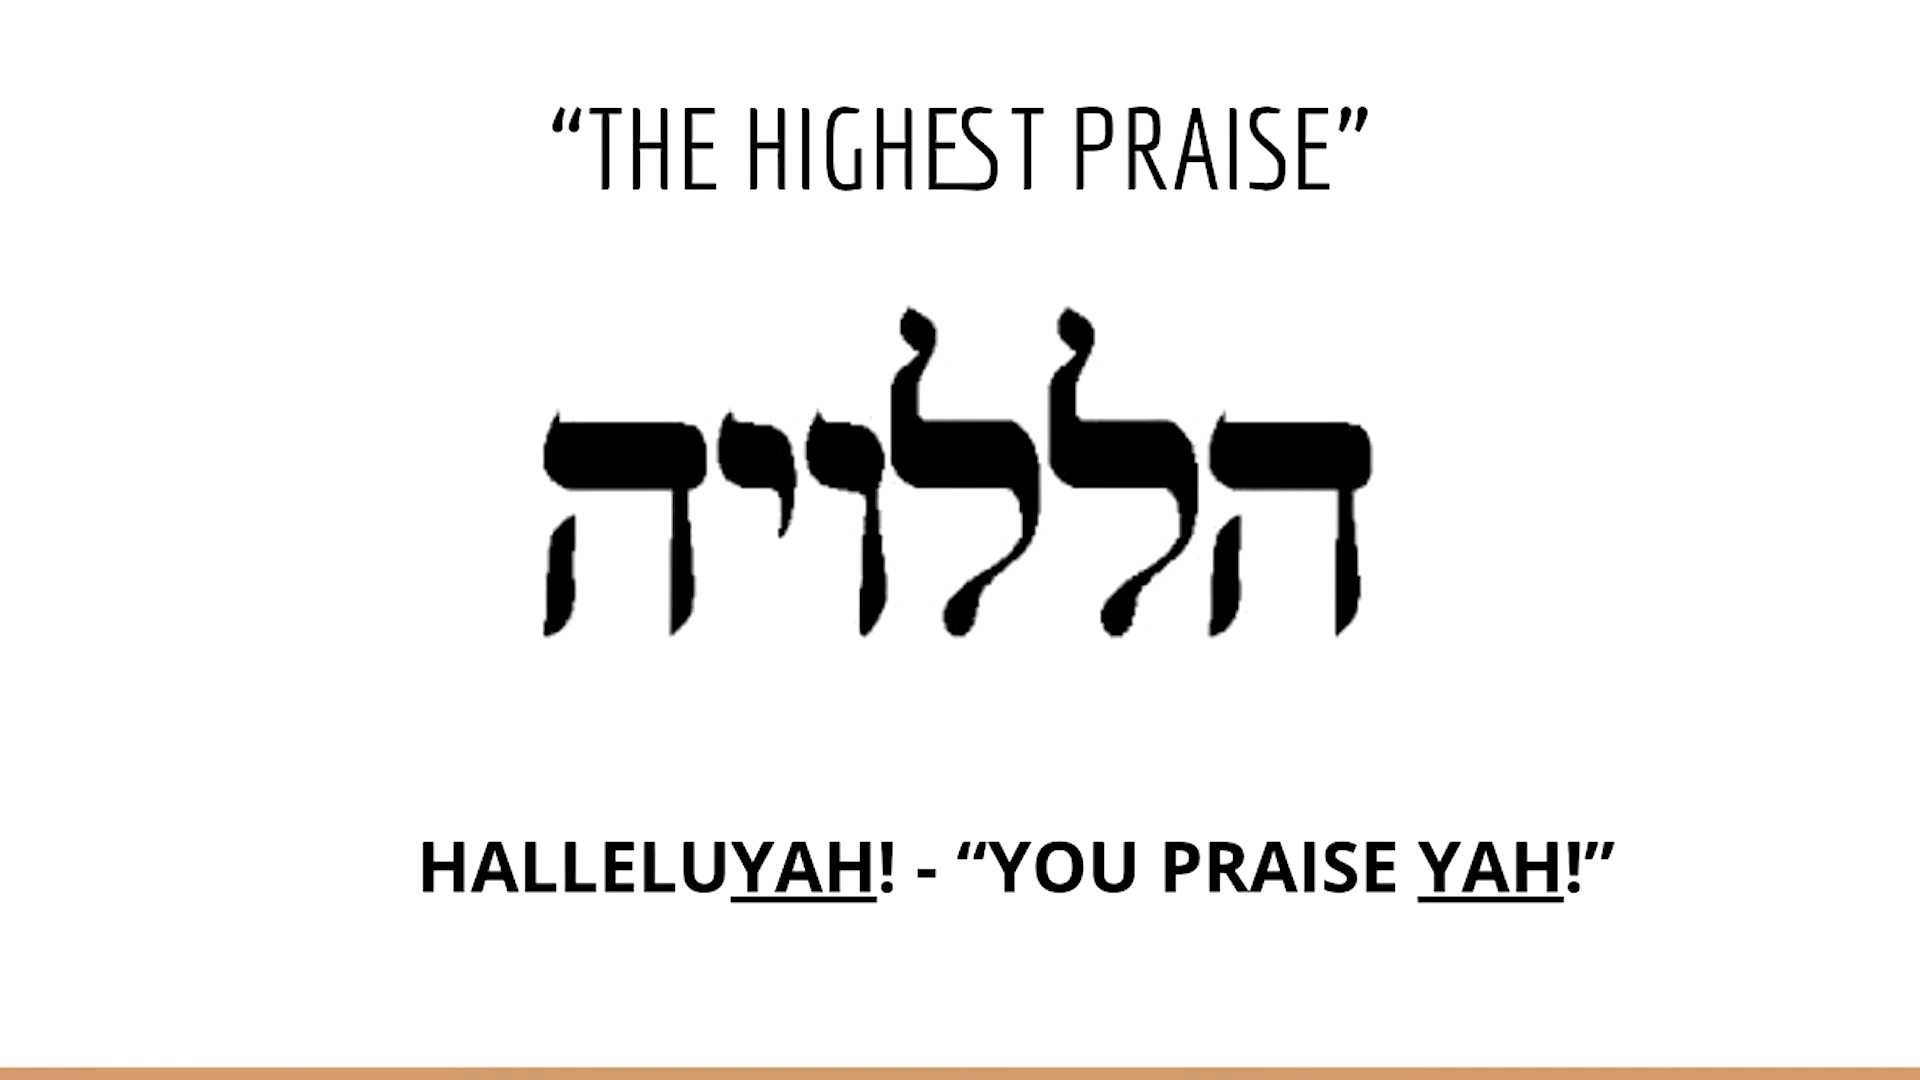 “THE HIGHEST PRAISE”
הללויה
HALLELUYAH! - “YOU PRAISE YAH!”